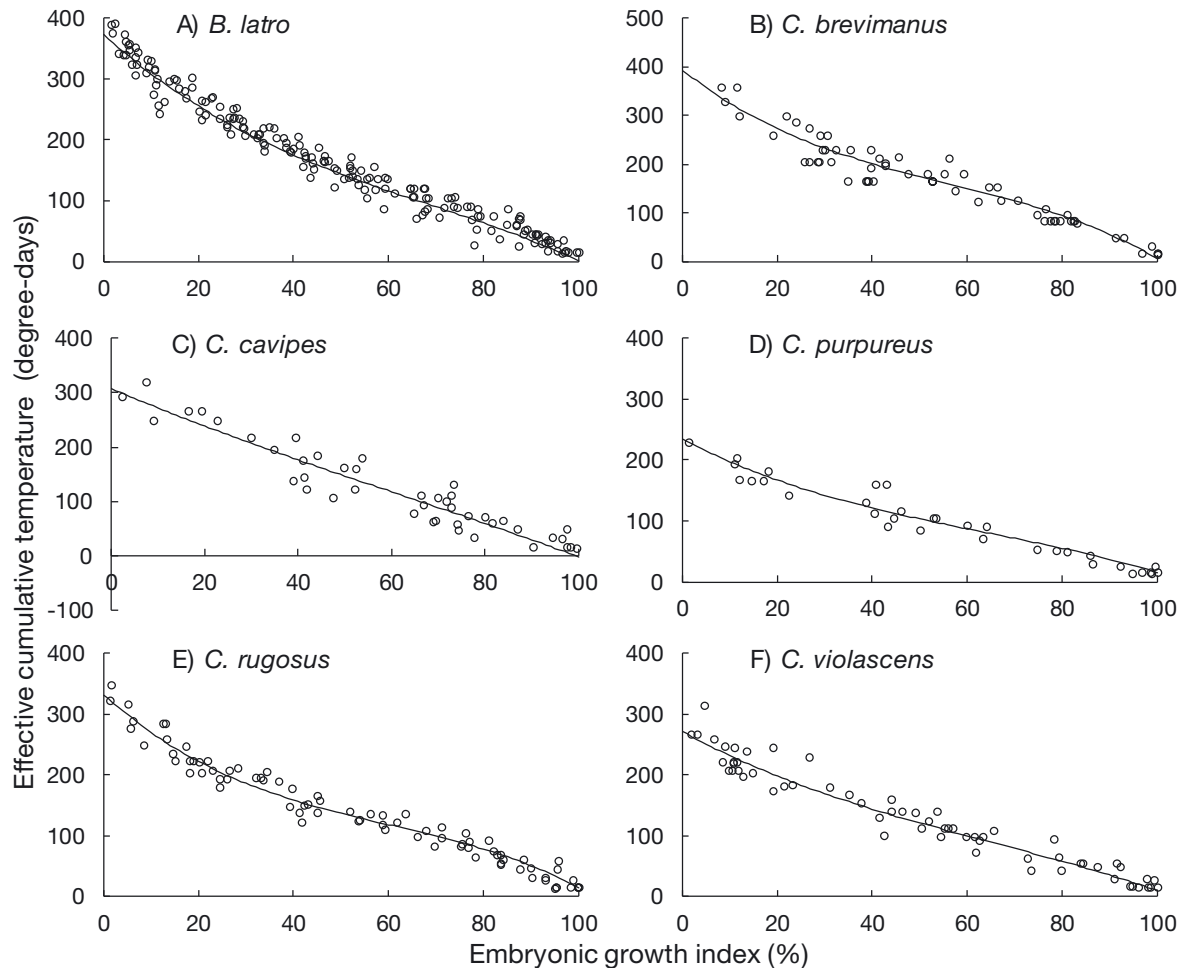 Effective cumulative temperature (degree-days)
A) B. latro
400
300
200
100
0
0 20 40 60 80 100
B) C. brevimanus
500
400
300
200
100
0
0 20 40 60 80 100
C) C. cavipes
400
300
200
100
0
-100
0 20 40 60 80 100
D) C. purpureus
400
300
200
100
0
0 20 40 60 80 100
E) C. rugosus
400
300
200
100
0
0 20 40 60 80 100
F) C. violascens
400
300
200
100
0
0 20 40 60 80 100
Embryonic growth index (%)